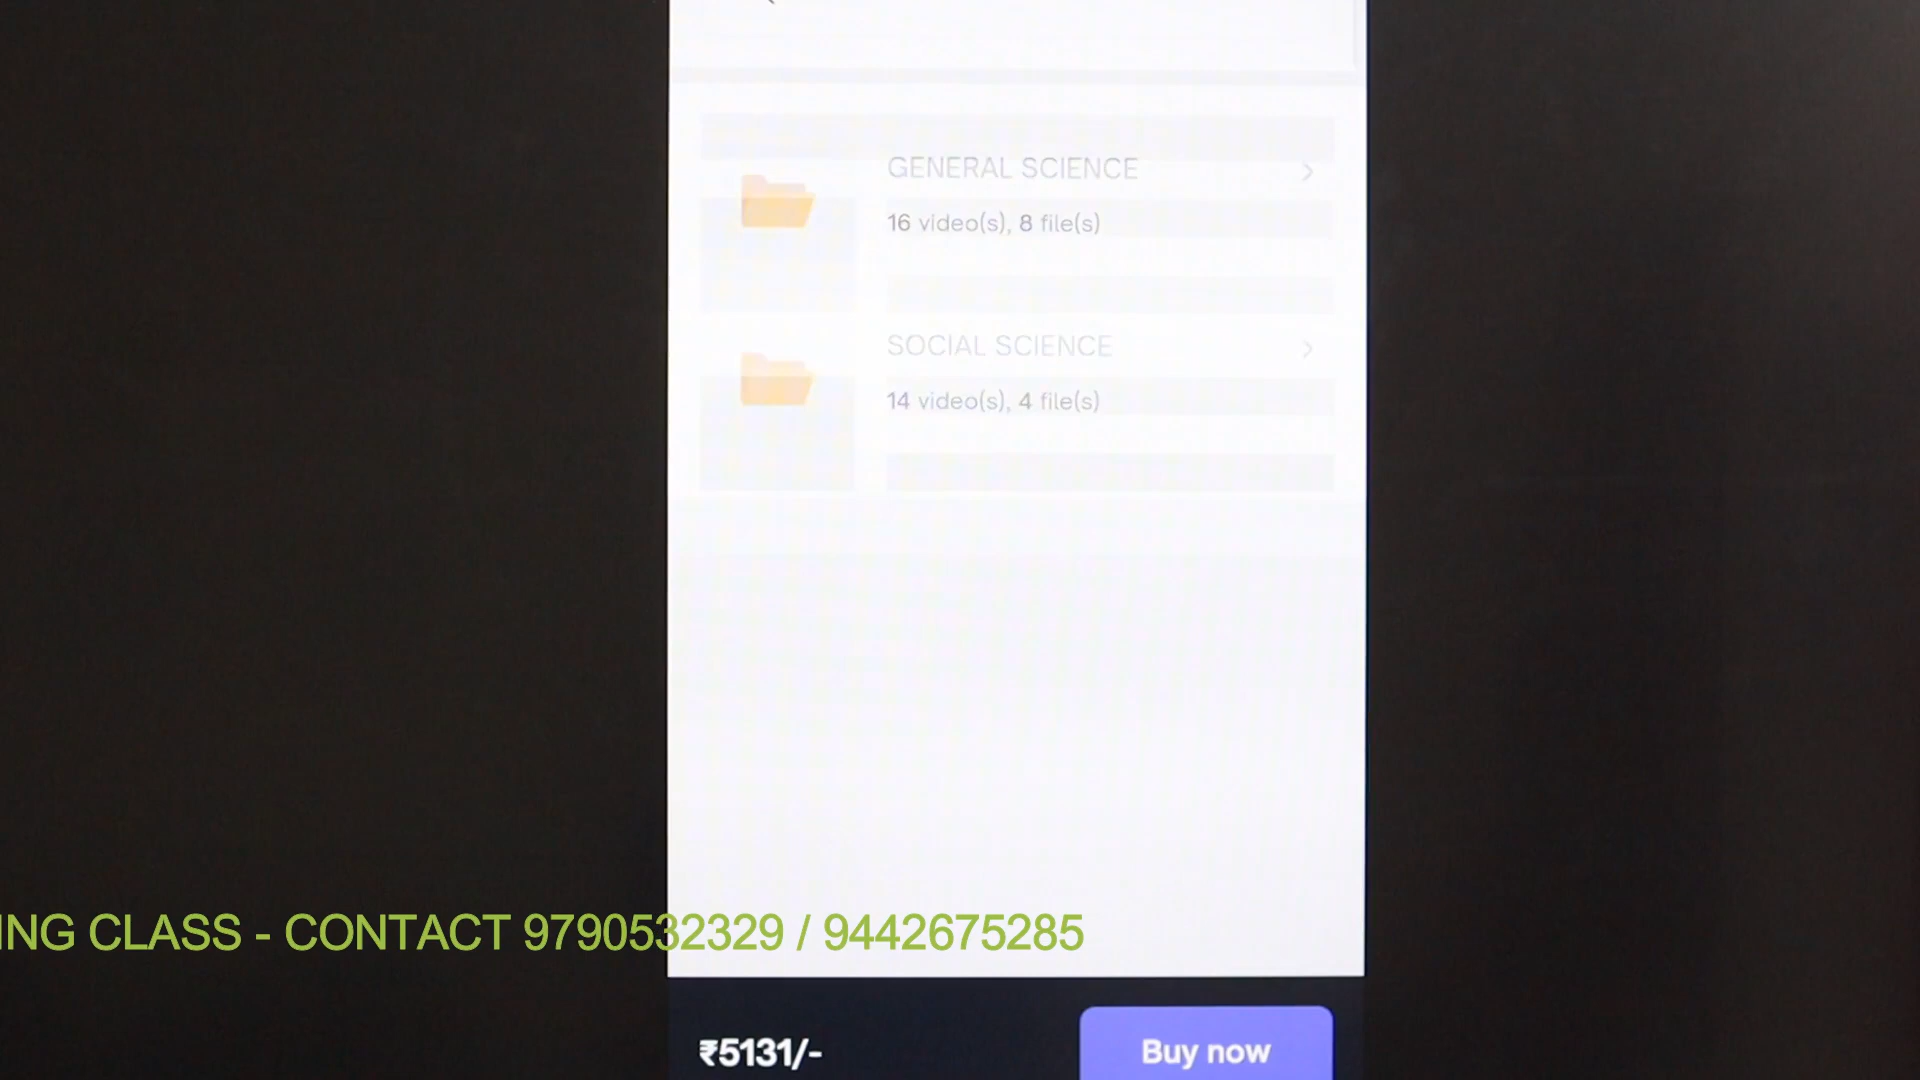 GENERAL SCIENCE
16 video(s), 8 file(s)
SOCIAL SCIENCE
14 video(s), 4 file(s)
ING CLASS - CONTACT 9790532329 / 9442675285
₹5131/-
Buy now